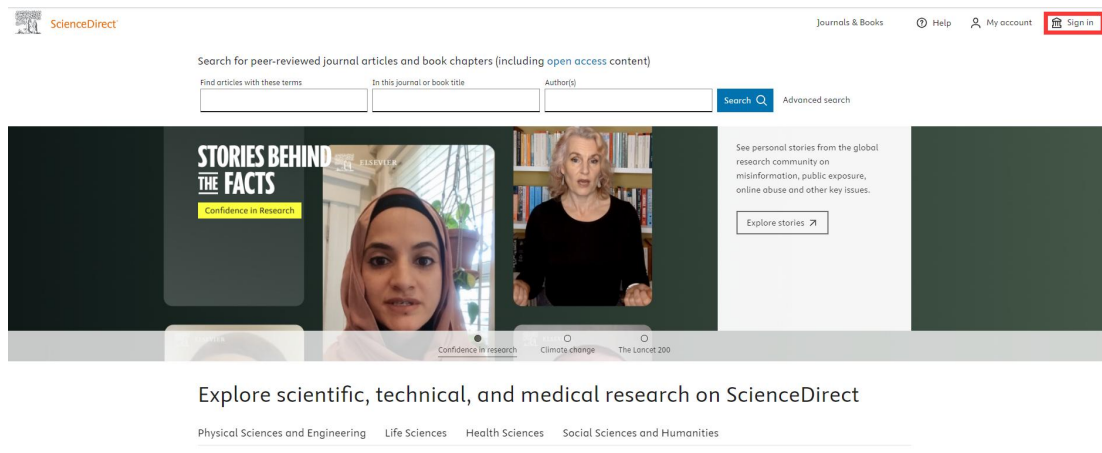 ScienceDirect
Journals & Books
Help
My account
Sign in
Search for peer-reviewed journal articles and book chapters (including open access content)
Find articles with these terms
In this journal or book title
Author(s)
Search
Advanced search
STORIES BEHIND
THE FACTS
Confidence in Research
ELSEVIER
See personal stories from the global
research community on
misinformation, public exposure,
online abuse and other key issues.
Explore stories
Confidence in research
Climate change
The Lancet 200
Explore scientific, technical, and medical research on ScienceDirect
Physical Sciences and Engineering
Life Sciences
Health Sciences
Social Sciences and Humanities